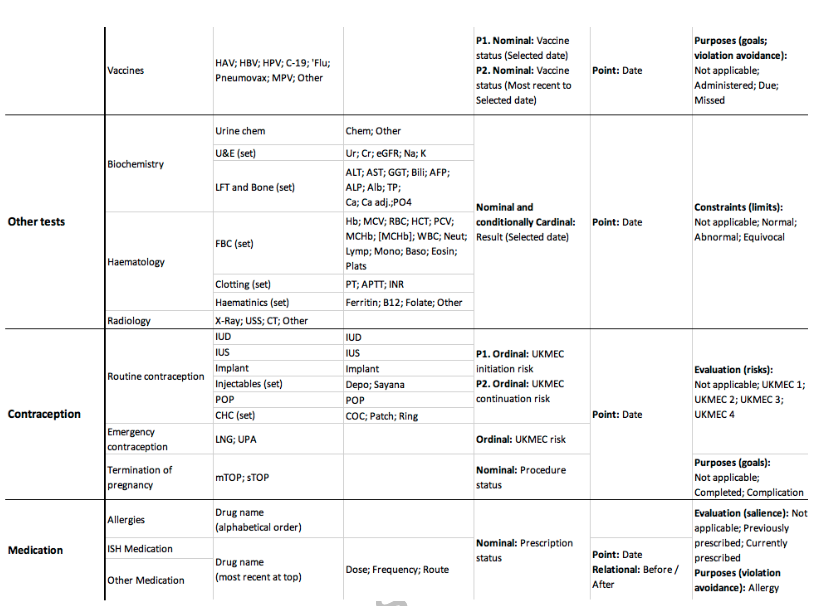 Vaccines
HAV; HBV; HPV; C-19; 'Flu;
Pneumovax; MPV; Other
P1. Nominal: Vaccine
status (Selected date)
P2. Nominal: Vaccine
status (Most recent to
Selected date)
Point: Date
Purposes (goals;
violation avoidance):
Not applicable;
Administered; Due;
Missed
Other tests
Biochemistry
Urine chem
Chem; Other
U&E (set)
Ur; Cr; eGFR; Na; K
LFT and Bone (set)
ALT; AST; GGT; Bili; AFP;
ALP; Alb; TP;
Ca; Ca adj.;PO4
Haematology
FBC (set)
Hb; MCV; RBC; HCT; PCV;
MCHb; [MCHb]; WBC; Neut;
Lymp; Mono; Baso; Eosin;
Plats
Clotting (set)
PT; APTT; INR
Haematinics (set)
Ferritin; B12; Folate; Other
Radiology
X-Ray; USS; CT; Other
Nominal and
conditionally Cardinal:
Result (Selected date)
Point: Date
Constraints (limits):
Not applicable; Normal;
Abnormal; Equivocal
Contraception
Routine contraception
IUD
IUD
IUS
IUS
Implant
Implant
Injectables (set)
Depo; Sayana
POP
POP
CHC (set)
COC; Patch; Ring
P1. Ordinal: UKMEC
initiation risk
P2. Ordinal: UKMEC
continuation risk
Point: Date
Evaluation (risks):
Not applicable; UKMEC 1;
UKMEC 2; UKMEC 3;
UKMEC 4
Emergency
contraception
LNG; UPA
Ordinal: UKMEC risk
Termination of
pregnancy
mTOP; sTOP
Nominal: Procedure
status
Purposes (goals):
Not applicable;
Completed; Complication
Medication
Allergies
Drug name
(alphabetical order)
ISH Medication
Other Medication
Drug name
(most recent at top)
Dose; Frequency; Route
Nominal: Prescription
status
Point: Date
Relational: Before /
After
Evaluation (salience): Not
applicable; Previously
prescribed; Currently
prescribed
Purposes (violation
avoidance): Allergy